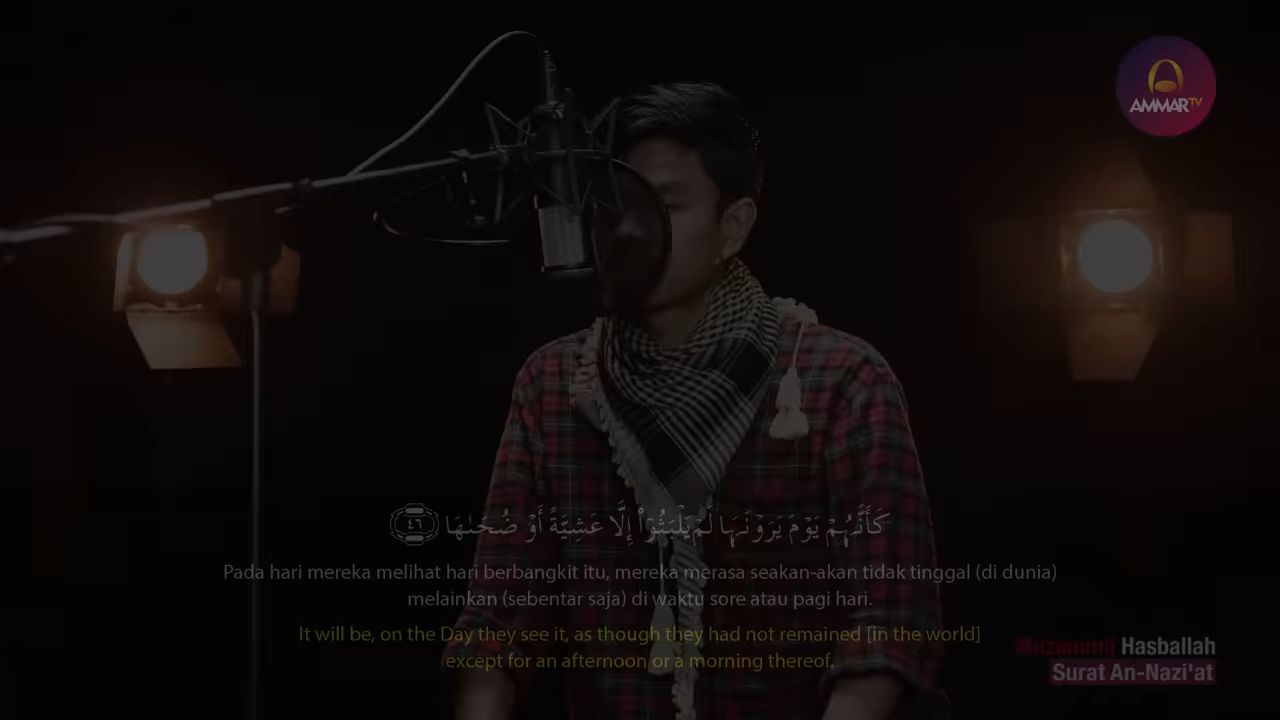 AMMAR TV
كَأَنَّهُمْ يَوْمَ يَرَوْنَهَا لَمْ يَلْبَثُوٓا۟ إِلَّا عَشِيَّةً أَوْ ضُحَىٰهَا ٤٦
Pada hari mereka melihat hari berbangkit itu, mereka merasa seakan-akan tidak tinggal (di dunia)
melainkan (sebentar saja) di waktu sore atau pagi hari.
It will be, on the Day they see it, as though they had not remained [in the world]
except for an afternoon or a morning thereof.
Muzammil Hasballah
Surat An-Nazi'at